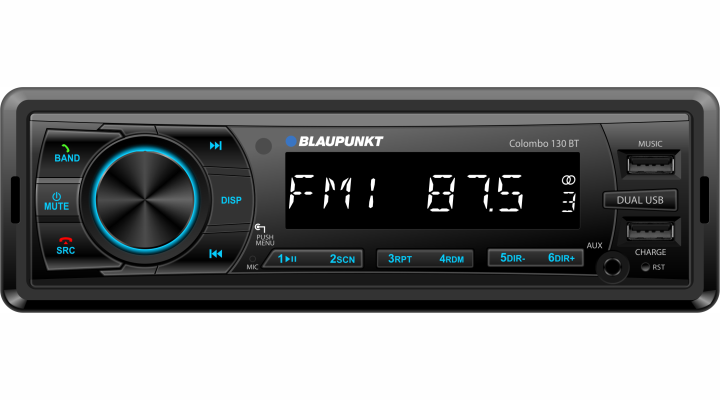 BLAUPUNKT
Colombo 130 BT
MUSIC
BAND
MUTE
SRC
DISP
FM1 87.5
3
DUAL USB
PUSH
MENU
MIC
1
2SCN
3RPT
4RDM
5DIR-
6DIR+
AUX
CHARGE
RST